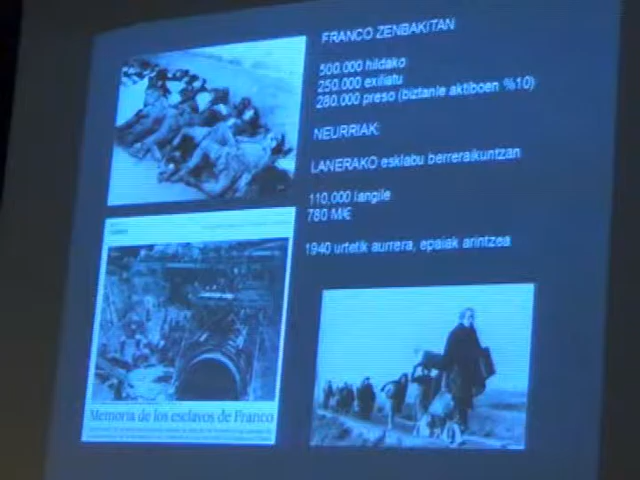 FRANCO ZENBAKITAN
500.000 hildako
250.000 exiliatu
280.000 preso (biztanle aktiboen %10)
NEURRIAK:
LANERAKO esklabu berreraikuntzan
110.000 langile
780 M/€
1940 urtetik aurrera, epaiak arintzea
Memoria de los esclavos de Franco